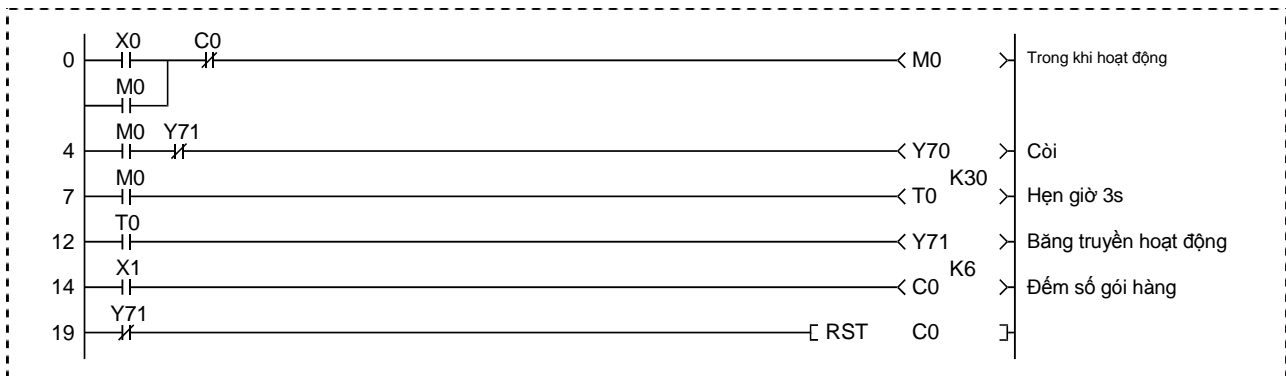 X0 C0
0 M0 Trong khi hoạt động
M0
M0 Y71
4 Y70 Còi
M0 K30
7 T0 Hẹn giờ 3s
T0
12 Y71 Băng truyền hoạt động
X1 K6
14 C0 Đếm số gói hàng
Y71
19 RST C0